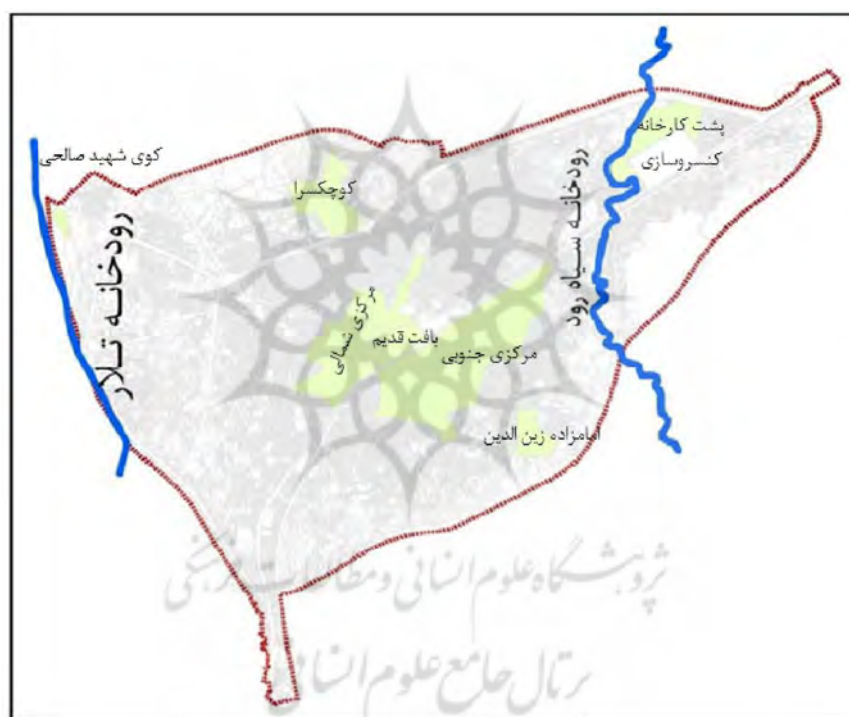 پشت کارخانه
کنسروسازی
کوی شهید صالحی
کوچکسرا
رودخانه سیاه رود
رودخانه تلار
مرکزی شمالی
بافت قدیم
مرکزی جنوبی
امامزاده زین الدین
پژوهشگاه علوم انسانی و مطالعات فرهنگی
پرتال جامع علوم انسانی